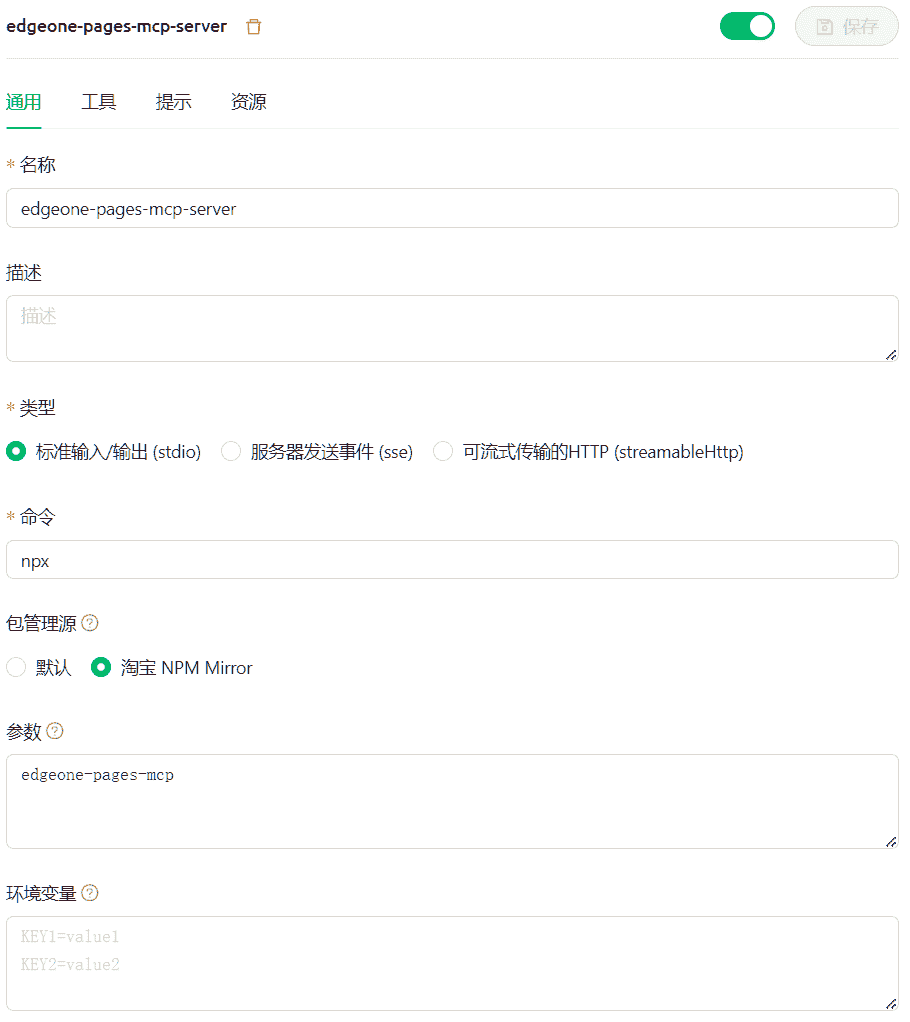 edgeone-pages-mcp-server
保存
通用 工具 提示 资源
* 名称
edgeone-pages-mcp-server
描述
描述
* 类型
标准输入/输出 (stdio) 服务器发送事件 (sse) 可流式传输的HTTP (streamableHttp)
* 命令
npx
包管理源 ?
默认 淘宝 NPM Mirror
参数 ?
edgeone-pages-mcp
环境变量 ?
KEY1=value1
KEY2=value2